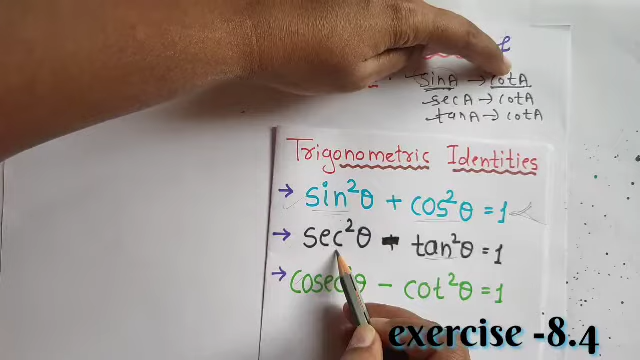 sinA → cotA
secA → cotA
tanA → cotA
Trigonometric Identities
→ sin²θ + cos²θ = 1
→ sec²θ - tan²θ = 1
→ cosec²θ - cot²θ = 1
exercise -8.4